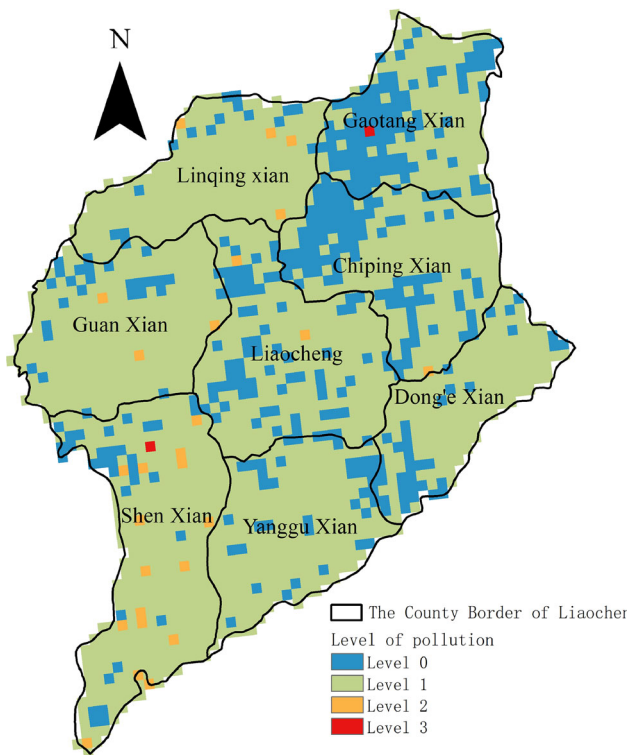 N
Gaotang Xian
Linqing xian
Chiping Xian
Guan Xian
Liaocheng
Dong'e Xian
Shen Xian
Yanggu Xian
The County Border of Liaocher
Level of pollution
Level 0
Level 1
Level 2
Level 3